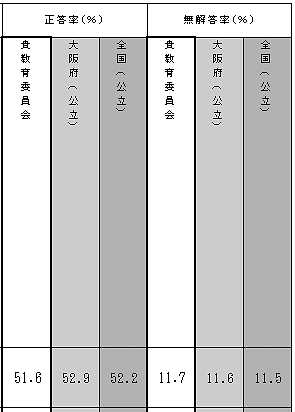 正答率(%)
無解答率(%)
貴教育委員会
大阪府(公立)
全国(公立)
貴教育委員会
大阪府(公立)
全国(公立)
51.6
52.9
52.2
11.7
11.6
11.5